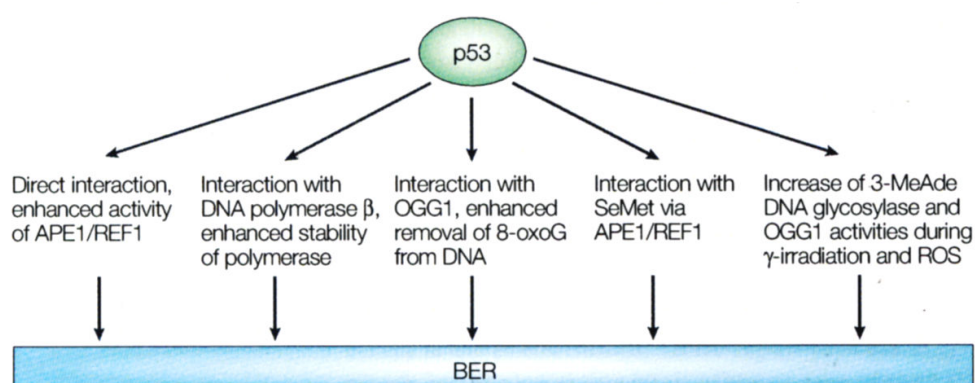 p53
Direct interaction,
enhanced activity
of APE1/REF1
Interaction with
DNA polymerase β,
enhanced stability
of polymerase
Interaction with
OGG1, enhanced
removal of 8-oxoG
from DNA
Interaction with
SeMet via
APE1/REF1
Increase of 3-MeAde
DNA glycosylase and
OGG1 activities during
γ-irradiation and ROS
BER